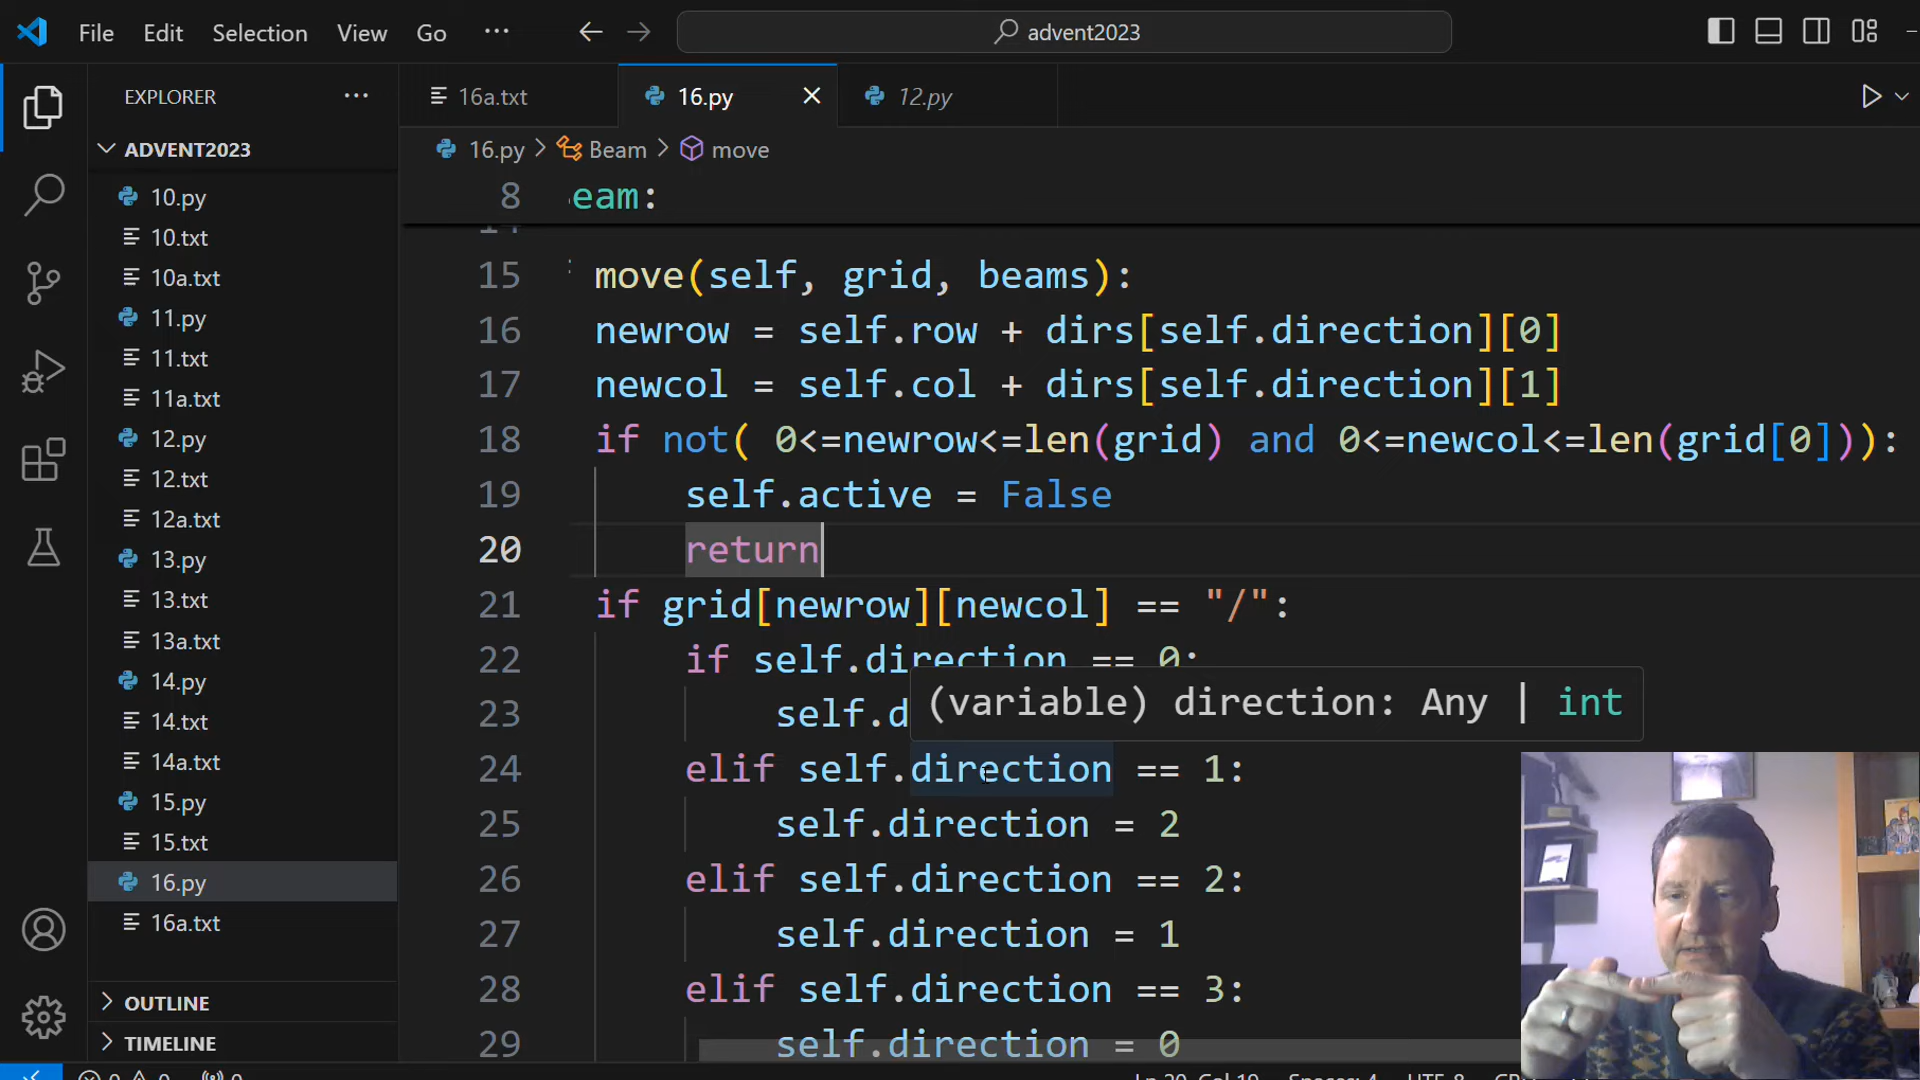 File Edit Selection View Go ··· advent2023
EXPLORER ···
16a.txt 16.py 12.py
ADVENT2023
16.py > Beam > move
10.py
10.txt
10a.txt
11.py
11.txt
11a.txt
12.py
12.txt
12a.txt
13.py
13.txt
13a.txt
14.py
14.txt
14a.txt
15.py
15.txt
16.py
16a.txt
OUTLINE
TIMELINE
8 eam:
14
15 move(self, grid, beams):
16 newrow = self.row + dirs[self.direction][0]
17 newcol = self.col + dirs[self.direction][1]
18 if not( 0<=newrow<=len(grid) and 0<=newcol<=len(grid[0])):
19 self.active = False
20 return
21 if grid[newrow][newcol] == "/":
22 if self.direction == 0:
23 self.d
(variable) direction: Any | int
24 elif self.direction == 1:
25 self.direction = 2
26 elif self.direction == 2:
27 self.direction = 1
28 elif self.direction == 3:
29 self.direction = 0